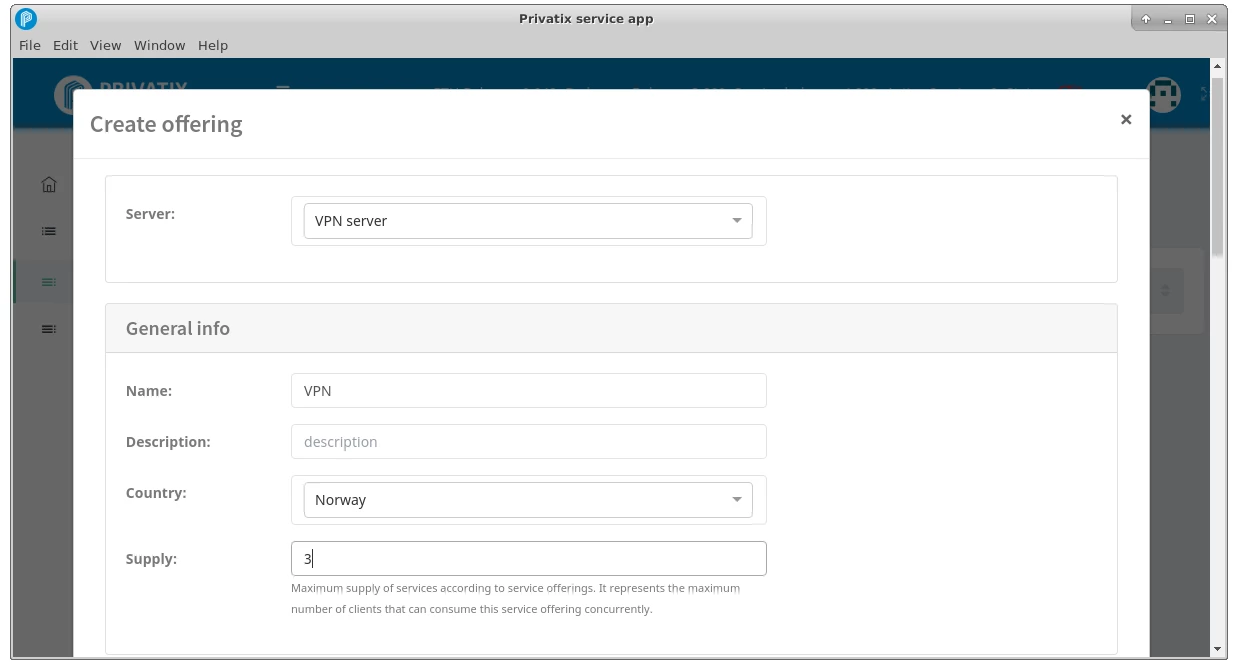 Privatix service app
File Edit View Window Help
PRIVATIX
Create offering
Server:
VPN server
General info
Name:
VPN
Description:
description
Country:
Norway
Supply:
3
Maximum supply of services according to service offerings. It represents the maximum
number of clients that can consume this service offering concurrently.